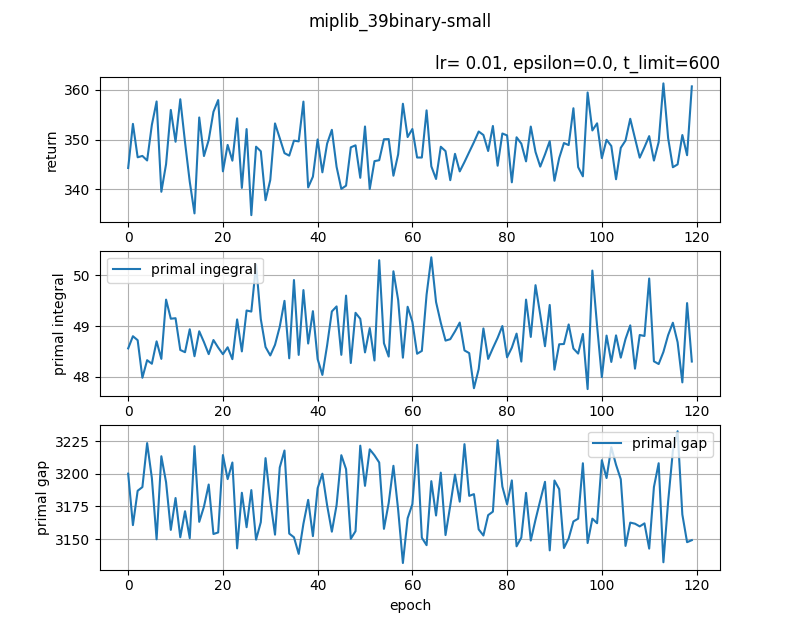 miplib_39binary-small
lr= 0.01, epsilon=0.0, t_limit=600
return
360
350
340
0 20 40 60 80 100 120
primal ingegral
primal integral
50
49
48
0 20 40 60 80 100 120
primal gap
primal gap
3225
3200
3175
3150
0 20 40 60 80 100 120
epoch